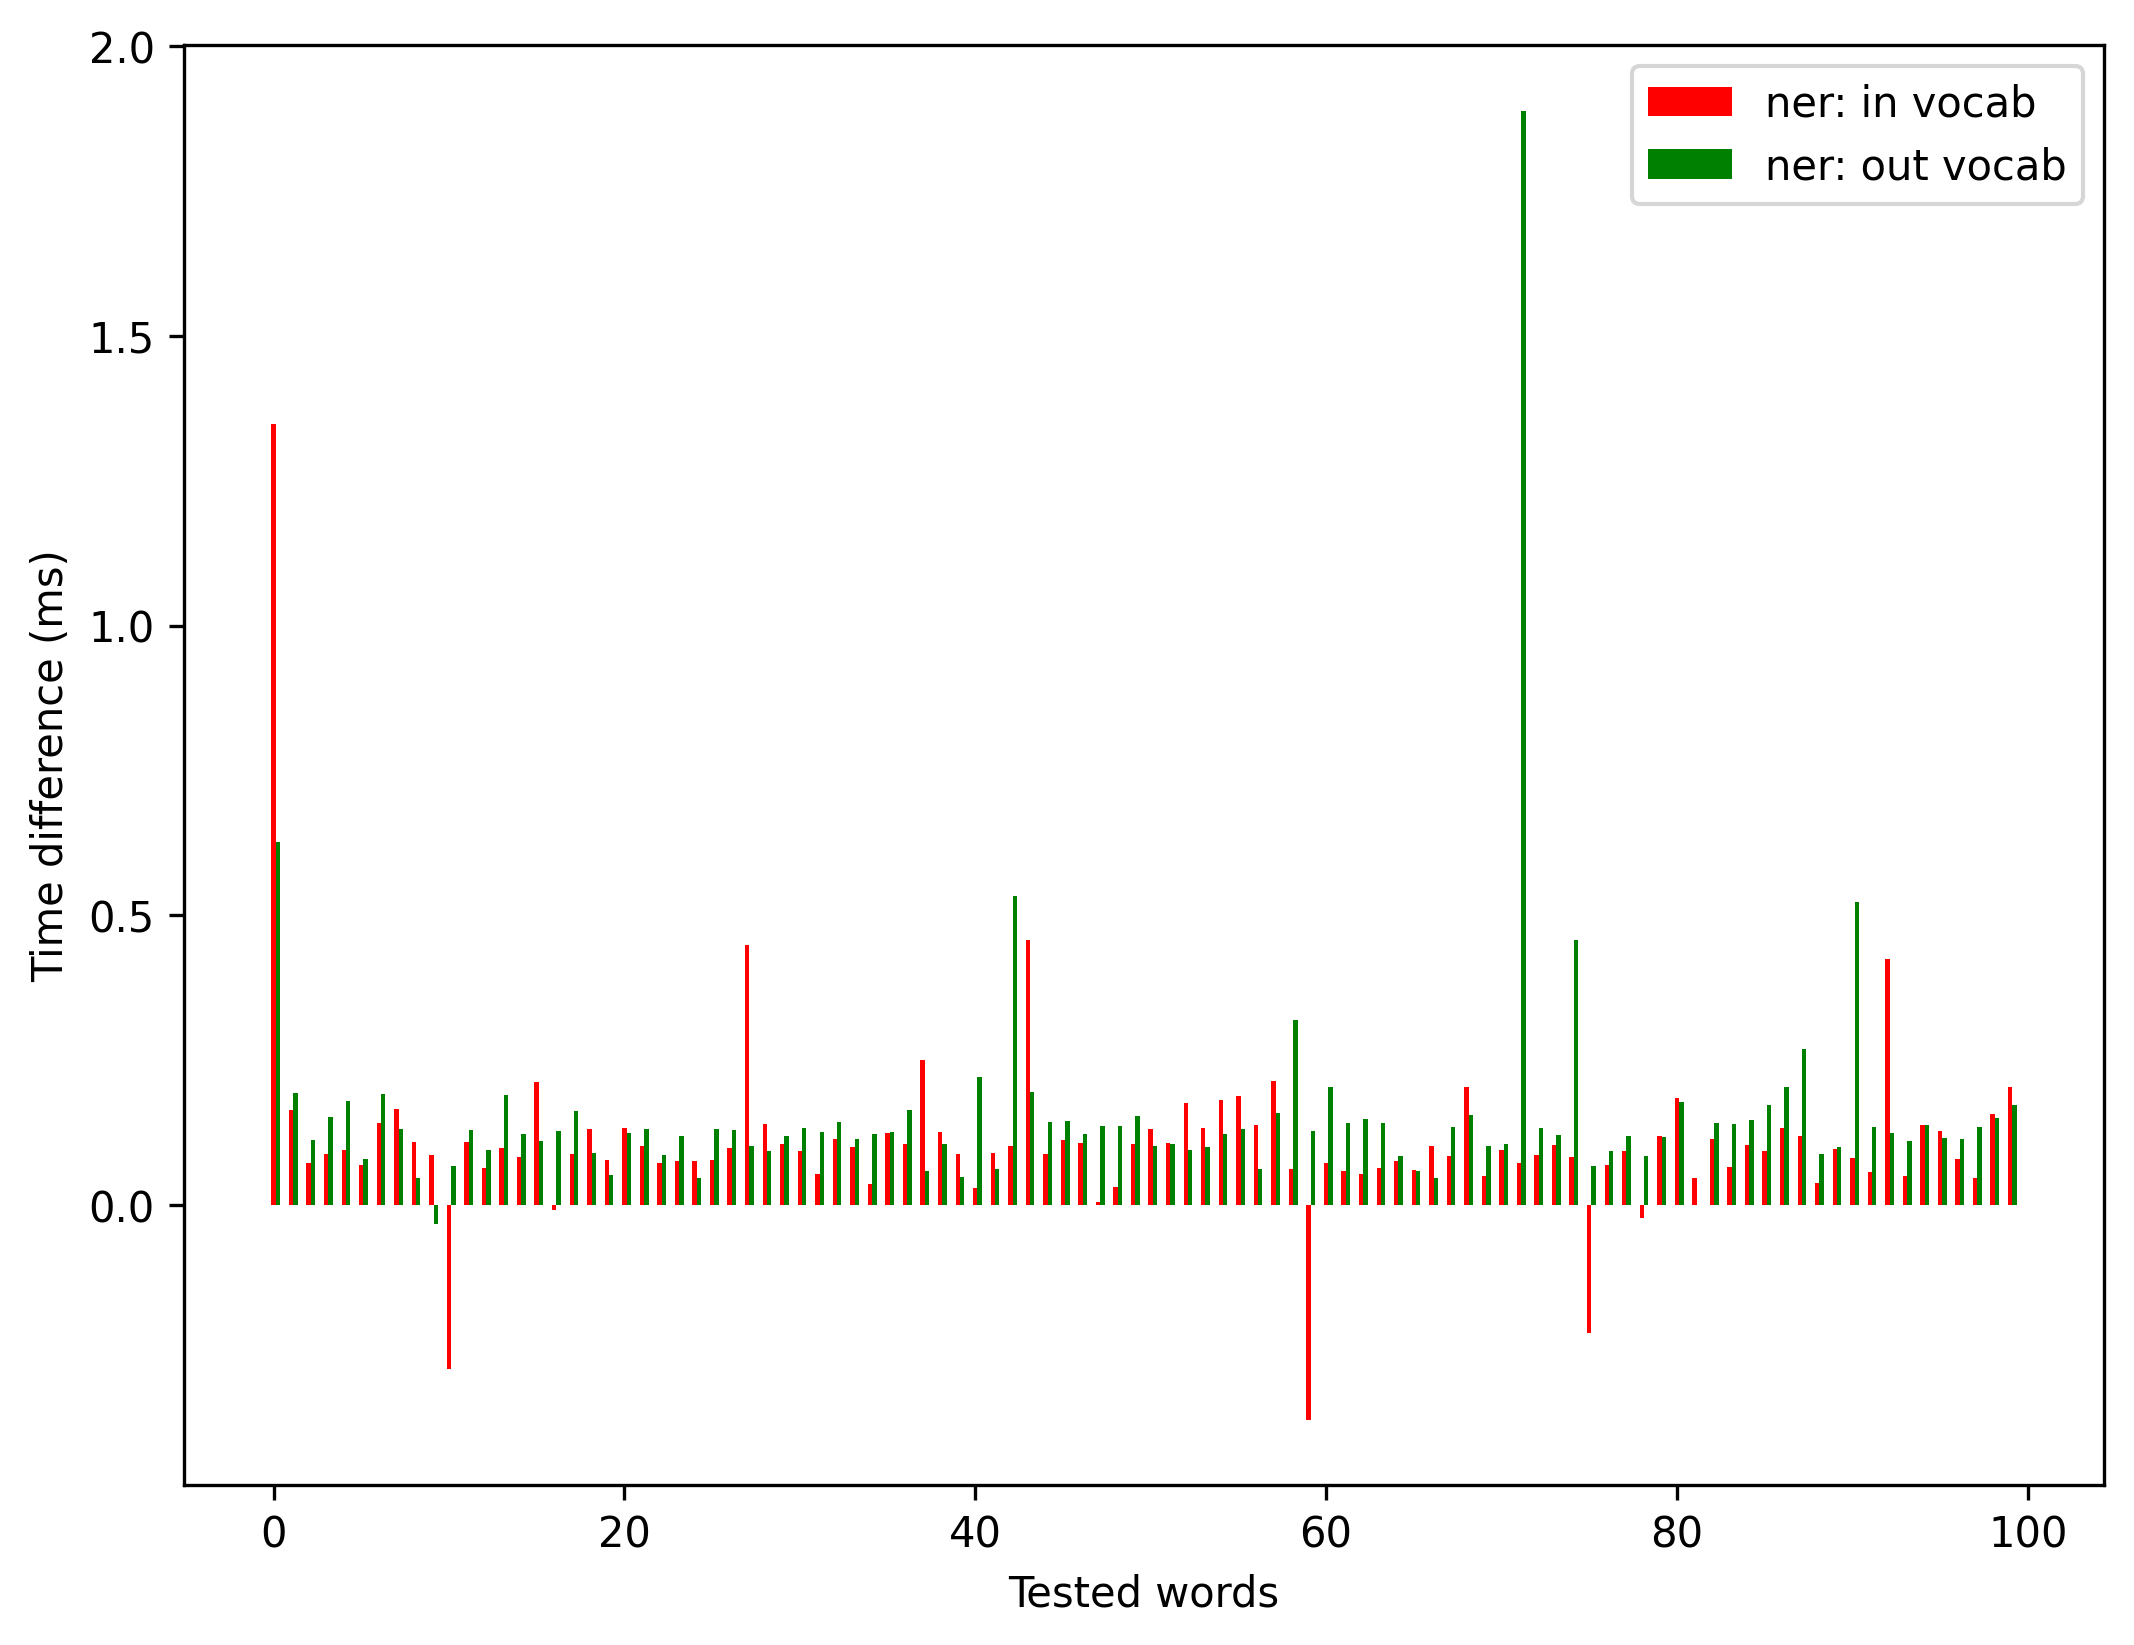 2.0
1.5
1.0
0.5
0.0
Time difference (ms)
ner: in vocab
ner: out vocab
0 20 40 60 80 100
Tested words